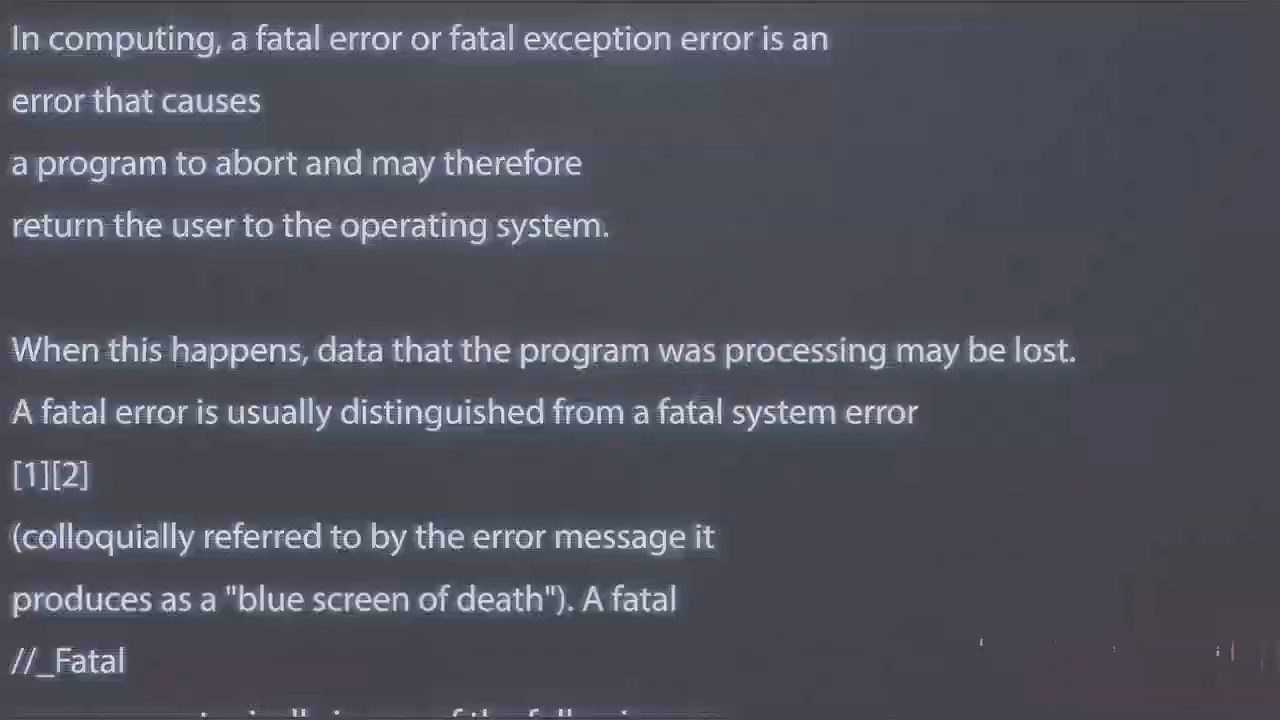 In computing, a fatal error or fatal exception error is an
error that causes
a program to abort and may therefore
return the user to the operating system.
When this happens, data that the program was processing may be lost.
A fatal error is usually distinguished from a fatal system error
[1][2]
(colloquially referred to by the error message it
produces as a "blue screen of death"). A fatal
//_Fatal